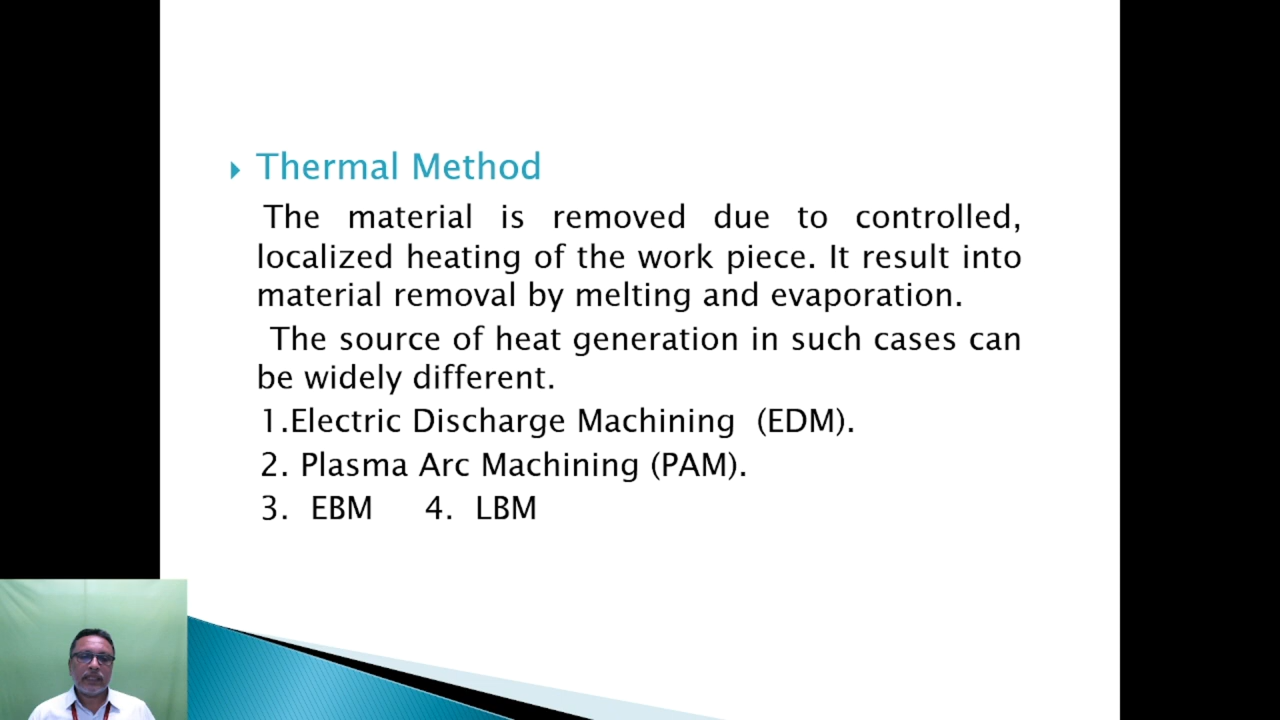 Thermal Method
The material is removed due to controlled,
localized heating of the work piece. It result into
material removal by melting and evaporation.
The source of heat generation in such cases can
be widely different.
1.Electric Discharge Machining (EDM).
2. Plasma Arc Machining (PAM).
3. EBM 4. LBM